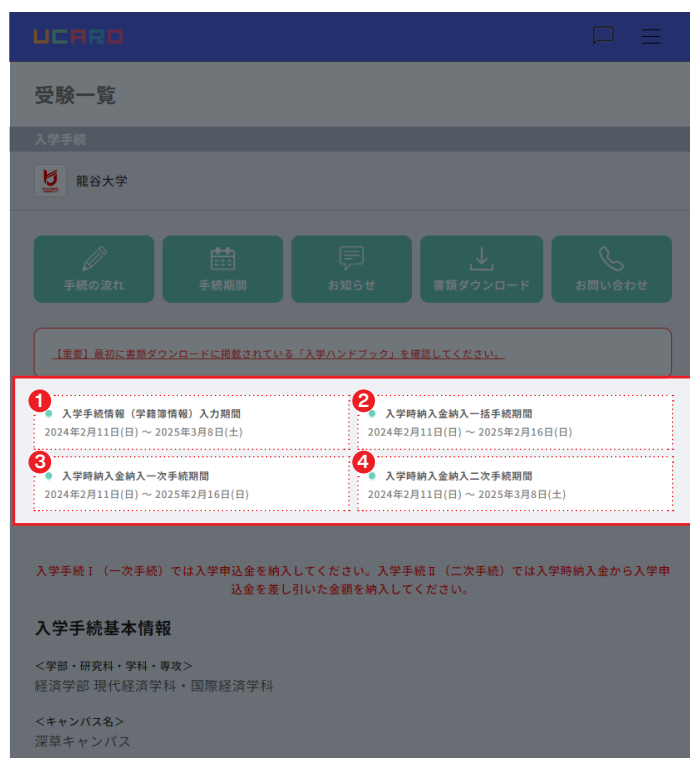 UCARO
受験一覧
入学手続
龍谷大学
手続の流れ
手続期間
お知らせ
書類ダウンロード
お問い合わせ
【重要】最初に書類ダウンロードに掲載されている「入学ハンドブック」を確認してください。
1
入学手続情報（学籍簿情報）入力期間
2024年2月11日(日) ～ 2025年3月8日(土)
2
入学時納入金納入一括手続期間
2024年2月11日(日) ～ 2025年2月16日(日)
3
入学時納入金納入一次手続期間
2024年2月11日(日) ～ 2025年2月16日(日)
4
入学時納入金納入二次手続期間
2024年2月11日(日) ～ 2025年3月8日(土)
入学手続Ⅰ（一次手続）では入学申込金を納入してください。入学手続Ⅱ（二次手続）では入学時納入金から入学申
込金を差し引いた金額を納入してください。
入学手続基本情報
＜学部・研究科・学科・専攻＞
経済学部 現代経済学科・国際経済学科
＜キャンパス名＞
深草キャンパス